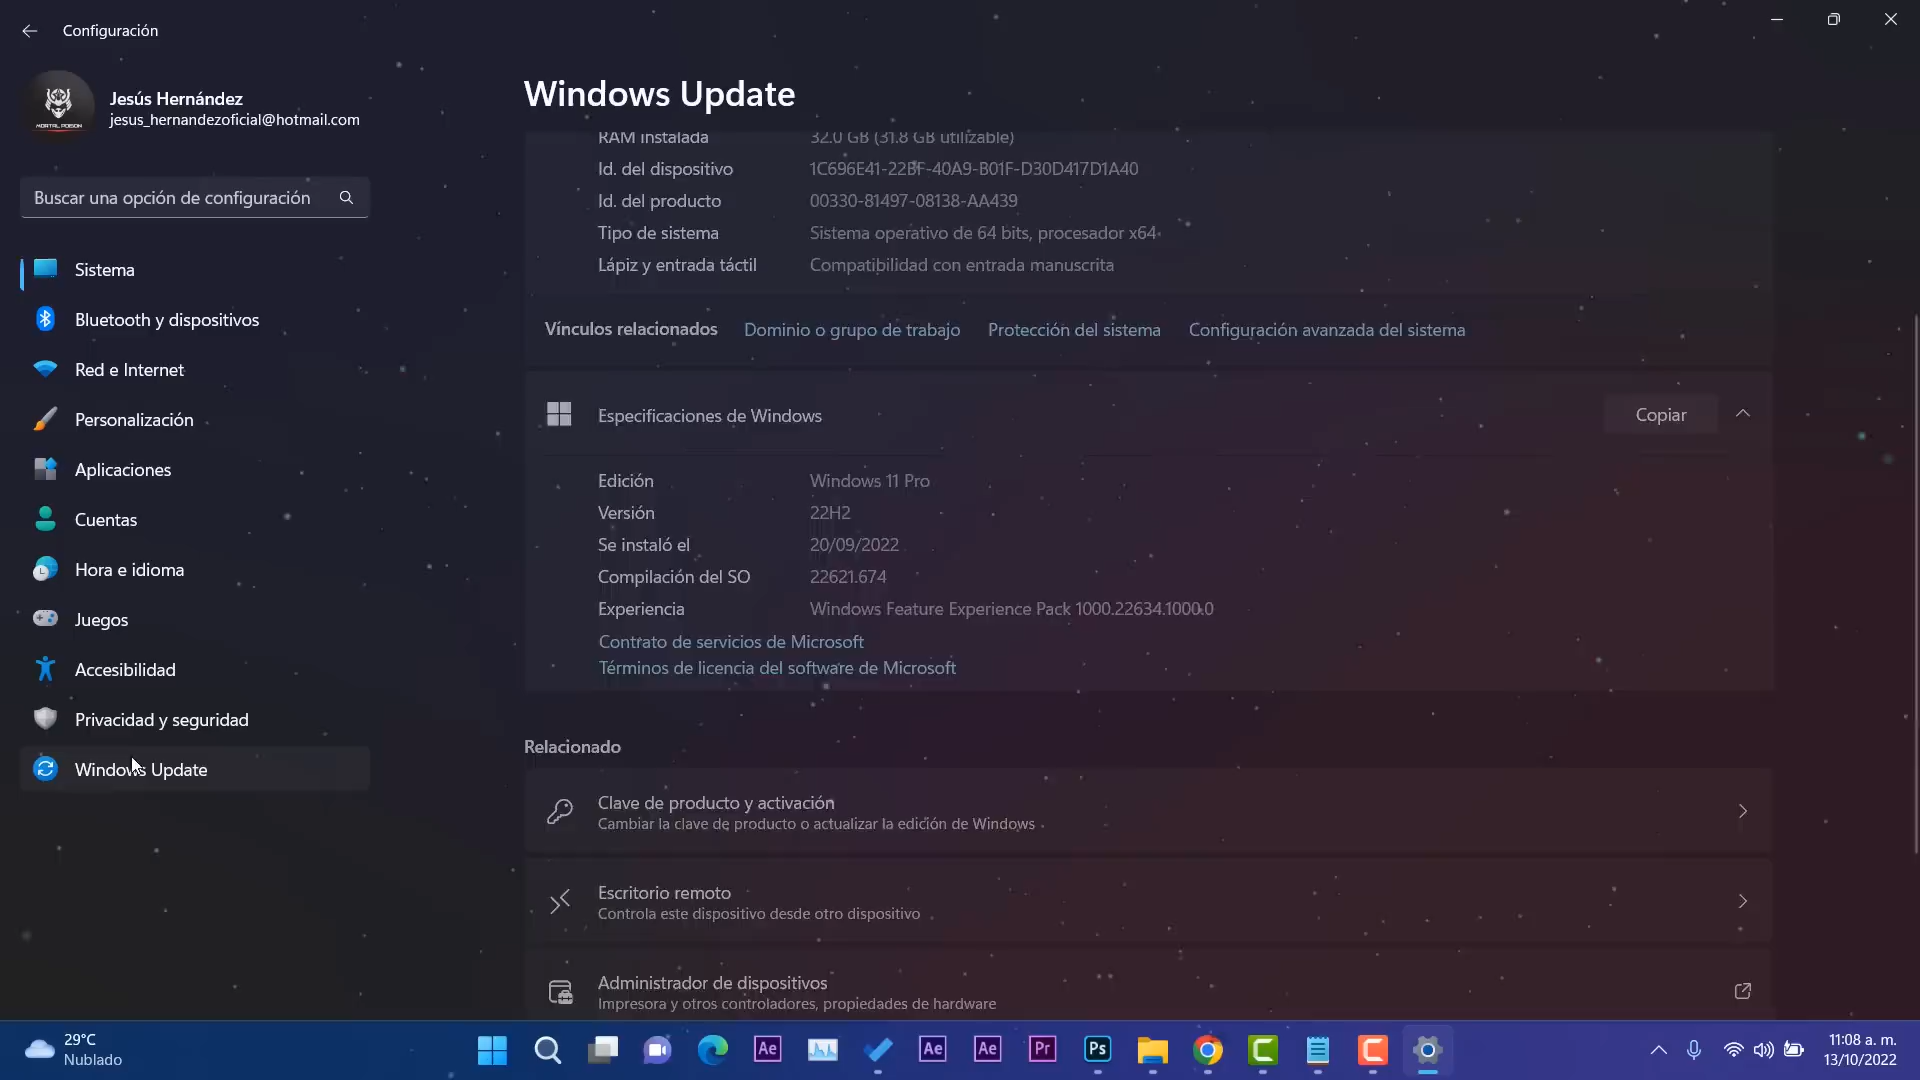 Configuración
Jesús Hernández
jesus_hernandezoficial@hotmail.com
MORTAL POISON
Buscar una opción de configuración
Sistema
Bluetooth y dispositivos
Red e Internet
Personalización
Aplicaciones
Cuentas
Hora e idioma
Juegos
Accesibilidad
Privacidad y seguridad
Windows Update
Windows Update
RAM instalada 32.0 GB (31.8 GB utilizable)
Id. del dispositivo 1C696E41-22BF-40A9-B01F-D30D417D1A40
Id. del producto 00330-81497-08138-AA439
Tipo de sistema Sistema operativo de 64 bits, procesador x64
Lápiz y entrada táctil Compatibilidad con entrada manuscrita
Vínculos relacionados Dominio o grupo de trabajo Protección del sistema Configuración avanzada del sistema
Especificaciones de Windows Copiar
Edición Windows 11 Pro
Versión 22H2
Se instaló el 20/09/2022
Compilación del SO 22621.674
Experiencia Windows Feature Experience Pack 1000.22634.1000.0
Contrato de servicios de Microsoft
Términos de licencia del software de Microsoft
Relacionado
Clave de producto y activación
Cambiar la clave de producto o actualizar la edición de Windows
Escritorio remoto
Controla este dispositivo desde otro dispositivo
Administrador de dispositivos
Impresora y otros controladores, propiedades de hardware
29°C
Nublado
Ae
Ae
Ae
Pr
Ps
11:08 a. m.
13/10/2022